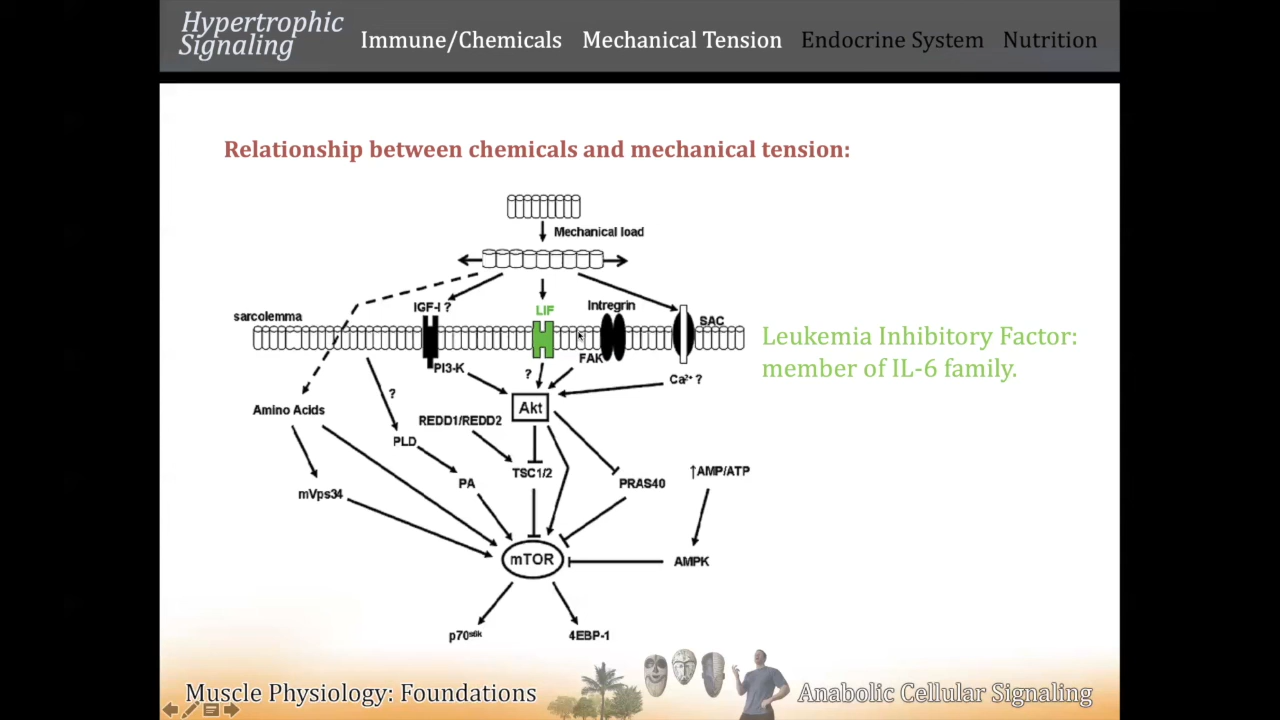 Hypertrophic
Signaling
Immune/Chemicals Mechanical Tension Endocrine System Nutrition
Relationship between chemicals and mechanical tension:
Mechanical load
IGF-I ?
LIF
Intregrin
sarcolemma
SAC
Leukemia Inhibitory Factor:
member of IL-6 family.
FAK
PI3-K
?
Ca²⁺ ?
?
Amino Acids
Akt
REDD1/REDD2
PLD
TSC1/2
↑AMP/ATP
PA
PRAS40
mVps34
mTOR
AMPK
p70ˢ⁶ᵏ
4EBP-1
Muscle Physiology: Foundations
Anabolic Cellular Signaling